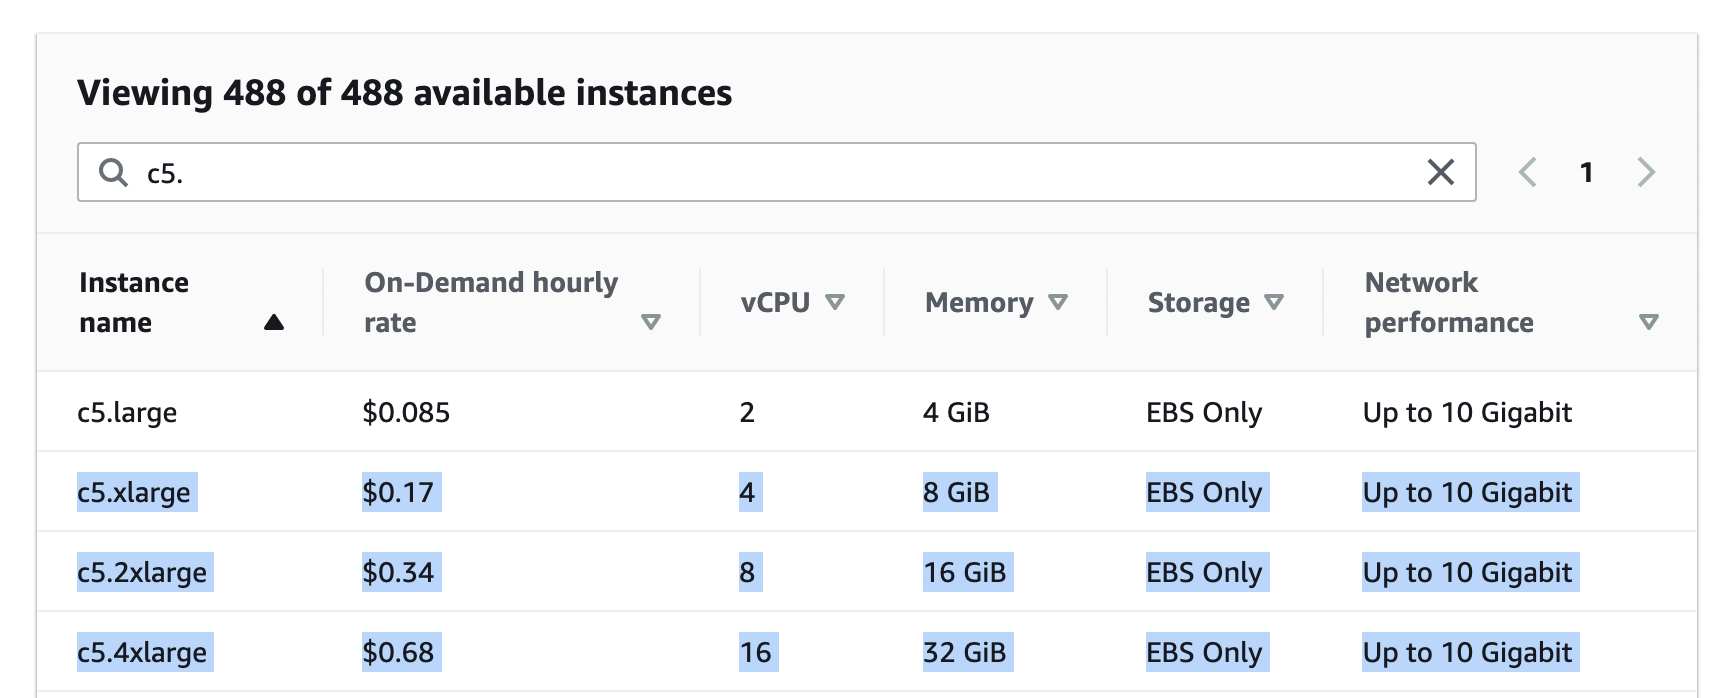 Viewing 488 of 488 available instances
c5.
1
Instance name On-Demand hourly rate vCPU Memory Storage Network performance
c5.large $0.085 2 4 GiB EBS Only Up to 10 Gigabit
c5.xlarge $0.17 4 8 GiB EBS Only Up to 10 Gigabit
c5.2xlarge $0.34 8 16 GiB EBS Only Up to 10 Gigabit
c5.4xlarge $0.68 16 32 GiB EBS Only Up to 10 Gigabit